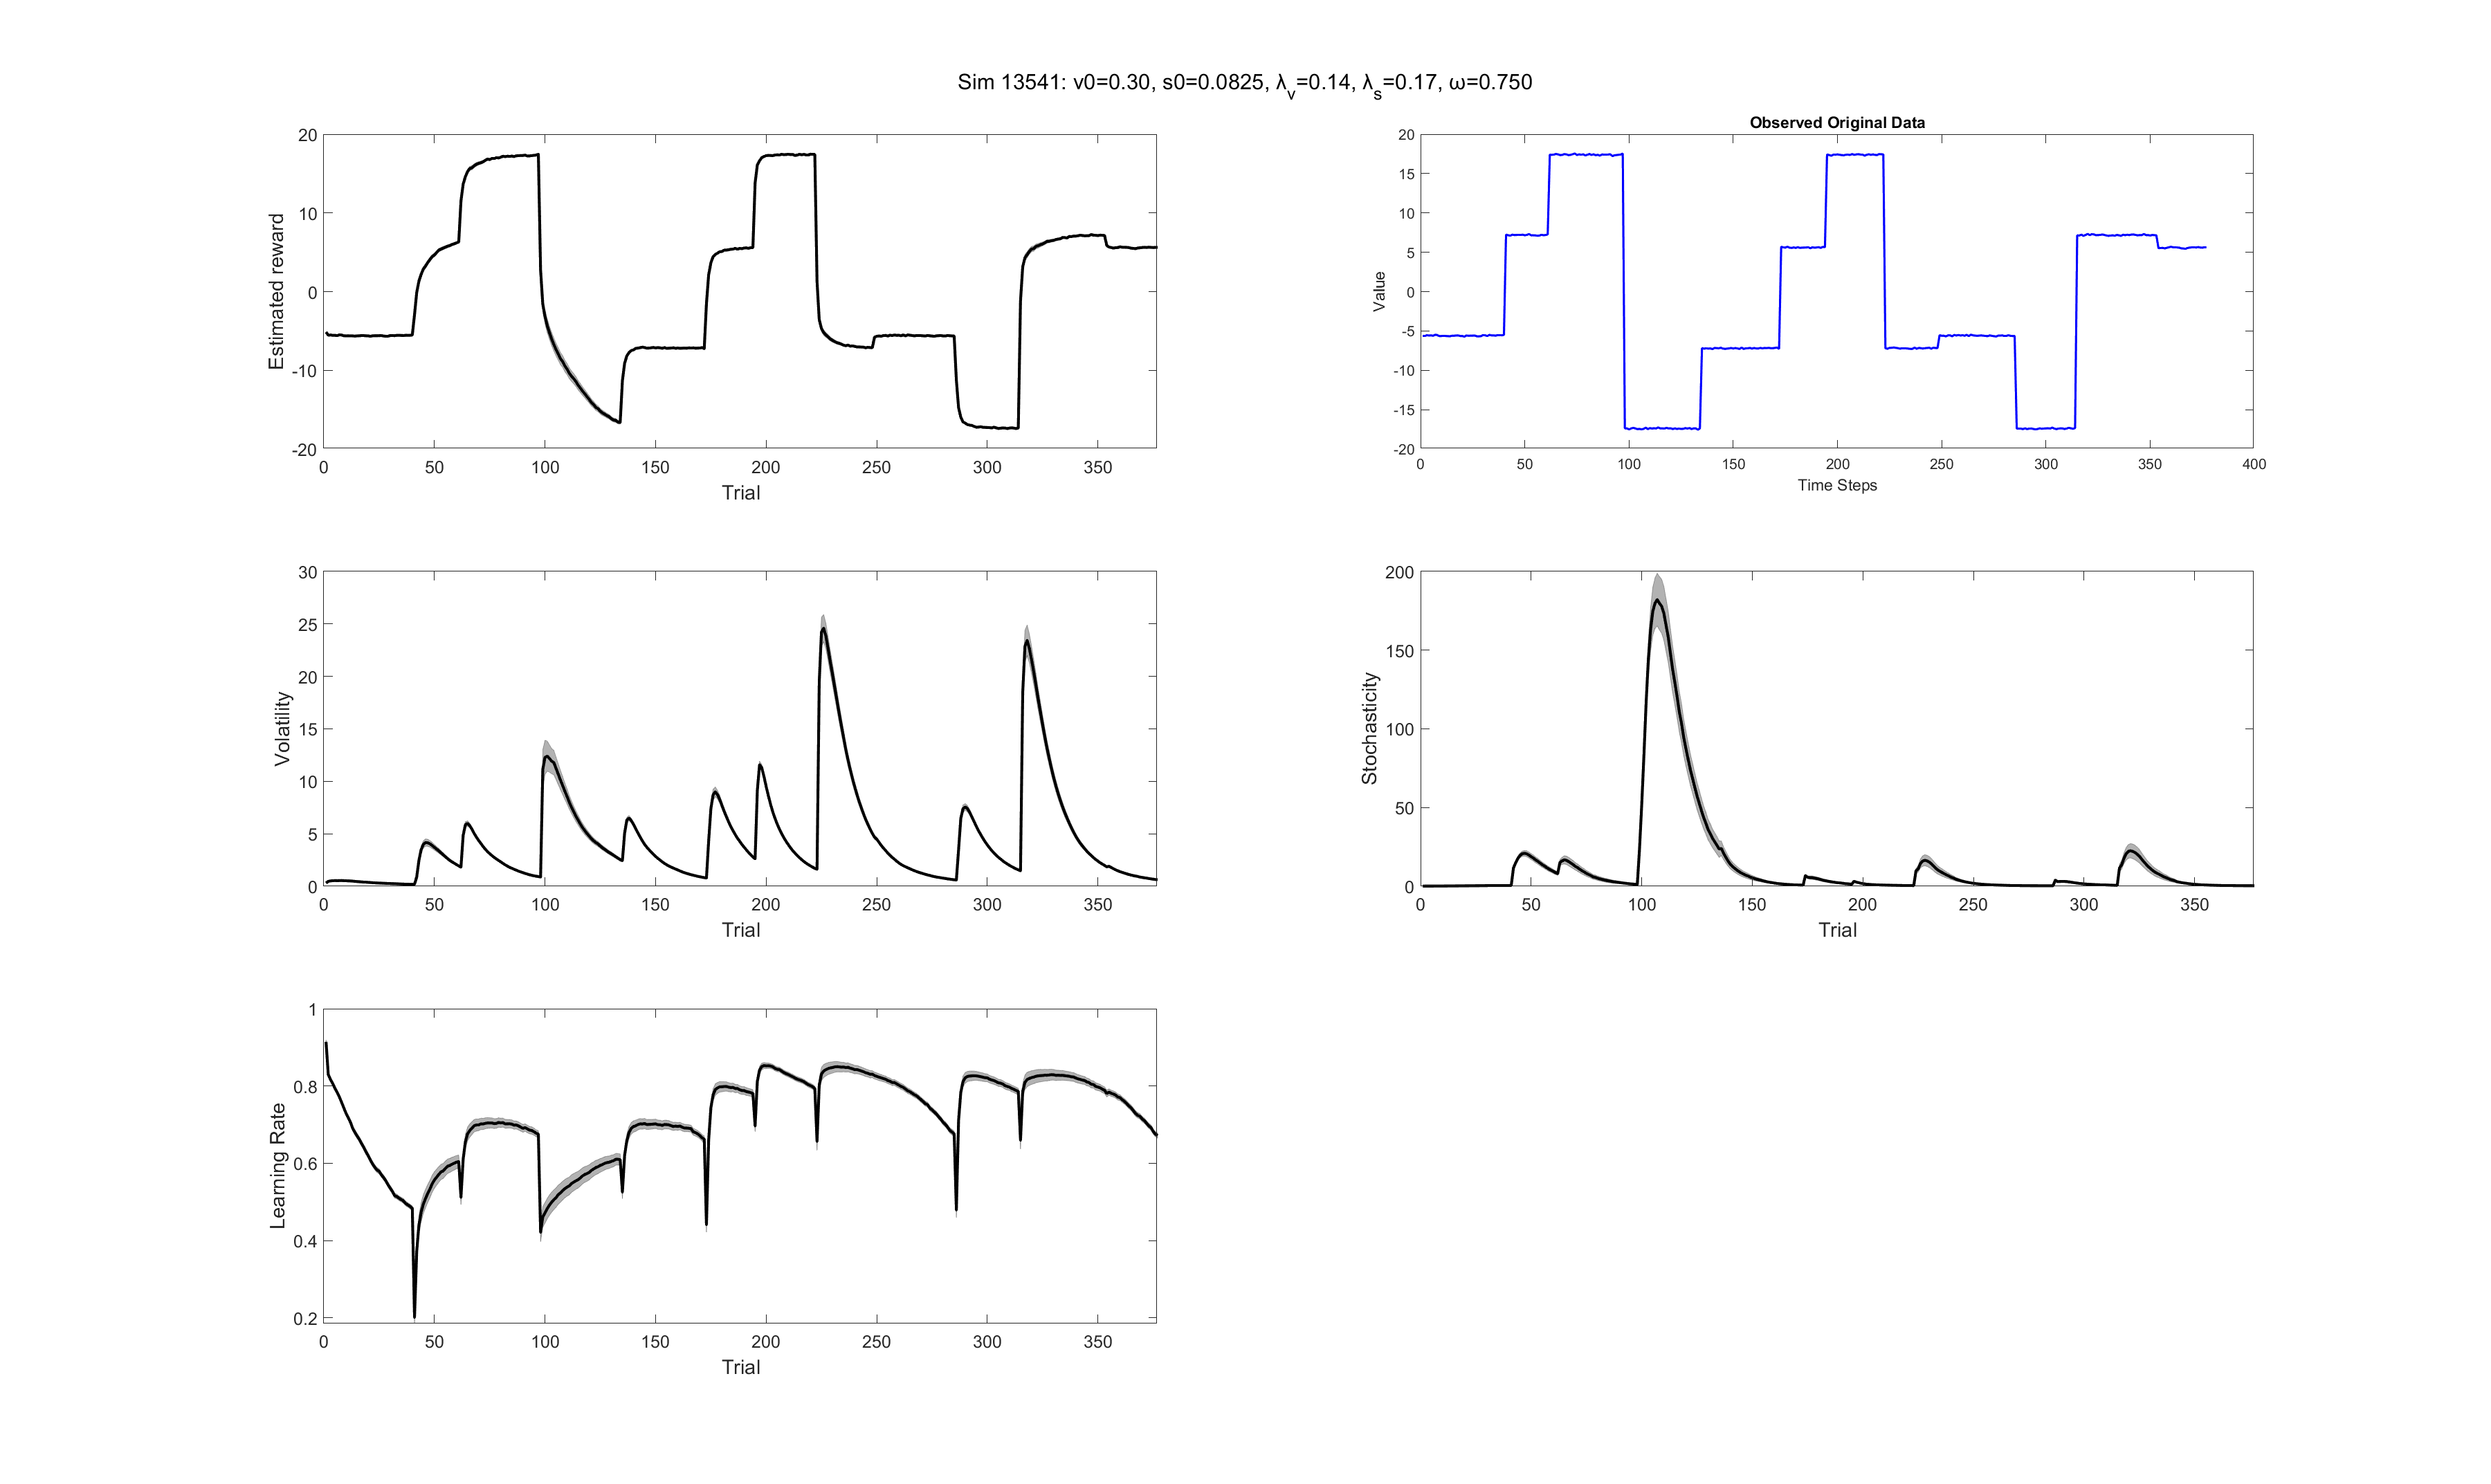 Sim 13541: v0=0.30, s0=0.0825, λv=0.14, λs=0.17, ω=0.750
20
10
0
-10
-20
Estimated reward
0 50 100 150 200 250 300 350
Trial
Observed Original Data
20
15
10
5
0
-5
-10
-15
-20
Value
0 50 100 150 200 250 300 350 400
Time Steps
30
25
20
15
10
5
0
Volatility
0 50 100 150 200 250 300 350
Trial
200
150
100
50
0
Stochasticity
0 50 100 150 200 250 300 350
Trial
1
0.8
0.6
0.4
0.2
Learning Rate
0 50 100 150 200 250 300 350
Trial